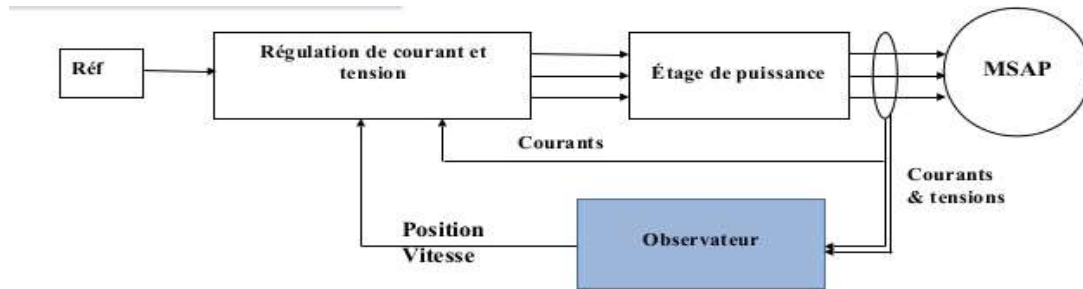 Réf
Régulation de courant et
tension
Étage de puissance
MSAP
Courants
Courants
& tensions
Position
Vitesse
Observateur